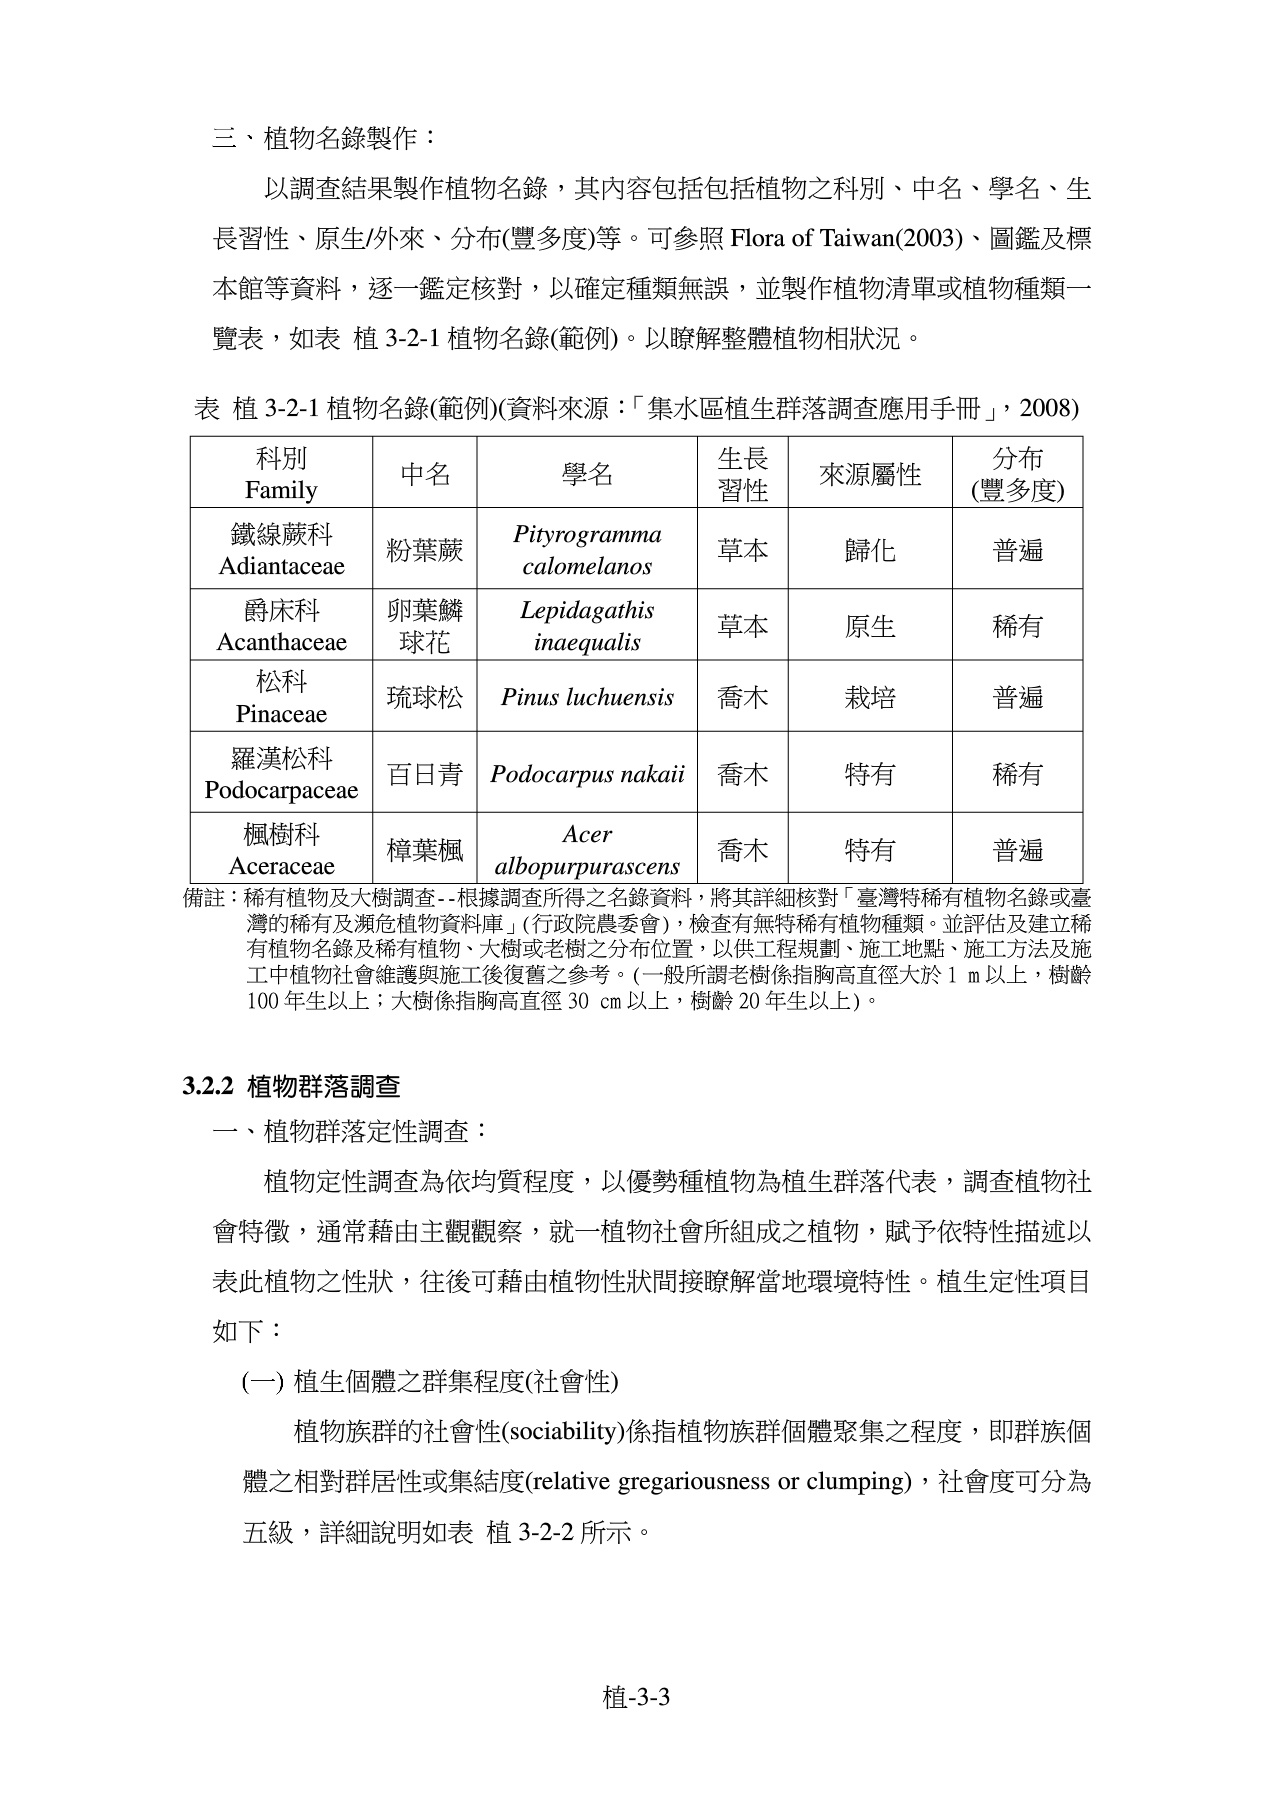 三、植物名錄製作：
以調查結果製作植物名錄，其內容包括包括植物之科別、中名、學名、生
長習性、原生/外來、分布(豐多度)等。可參照 Flora of Taiwan(2003)、圖鑑及標
本館等資料，逐一鑑定核對，以確定種類無誤，並製作植物清單或植物種類一
覽表，如表 植 3-2-1 植物名錄(範例)。以瞭解整體植物相狀況。
表 植 3-2-1 植物名錄(範例)(資料來源：「集水區植生群落調查應用手冊」，2008)
科別
Family
中名
學名
生長
習性
來源屬性
分布
(豐多度)
鐵線蕨科
Adiantaceae
粉葉蕨
Pityrogramma
calomelanos
草本
歸化
普遍
爵床科
Acanthaceae
卵葉鱗
球花
Lepidagathis
inaequalis
草本
原生
稀有
松科
Pinaceae
琉球松
Pinus luchuensis
喬木
栽培
普遍
羅漢松科
Podocarpaceae
百日青
Podocarpus nakaii
喬木
特有
稀有
楓樹科
Aceraceae
樟葉楓
Acer
albopurpurascens
喬木
特有
普遍
備註：稀有植物及大樹調查--根據調查所得之名錄資料，將其詳細核對「臺灣特稀有植物名錄或臺
灣的稀有及瀕危植物資料庫」(行政院農委會)，檢查有無特稀有植物種類。並評估及建立稀
有植物名錄及稀有植物、大樹或老樹之分布位置，以供工程規劃、施工地點、施工方法及施
工中植物社會維護與施工後復舊之參考。(一般所謂老樹係指胸高直徑大於 1 m 以上，樹齡
100 年生以上；大樹係指胸高直徑 30 cm 以上，樹齡 20 年生以上)。
3.2.2 植物群落調查
一、植物群落定性調查：
植物定性調查為依均質程度，以優勢種植物為植生群落代表，調查植物社
會特徵，通常藉由主觀觀察，就一植物社會所組成之植物，賦予依特性描述以
表此植物之性狀，往後可藉由植物性狀間接瞭解當地環境特性。植生定性項目
如下：
(一) 植生個體之群集程度(社會性)
植物族群的社會性(sociability)係指植物族群個體聚集之程度，即群族個
體之相對群居性或集結度(relative gregariousness or clumping)，社會度可分為
五級，詳細說明如表 植 3-2-2 所示。
植-3-3